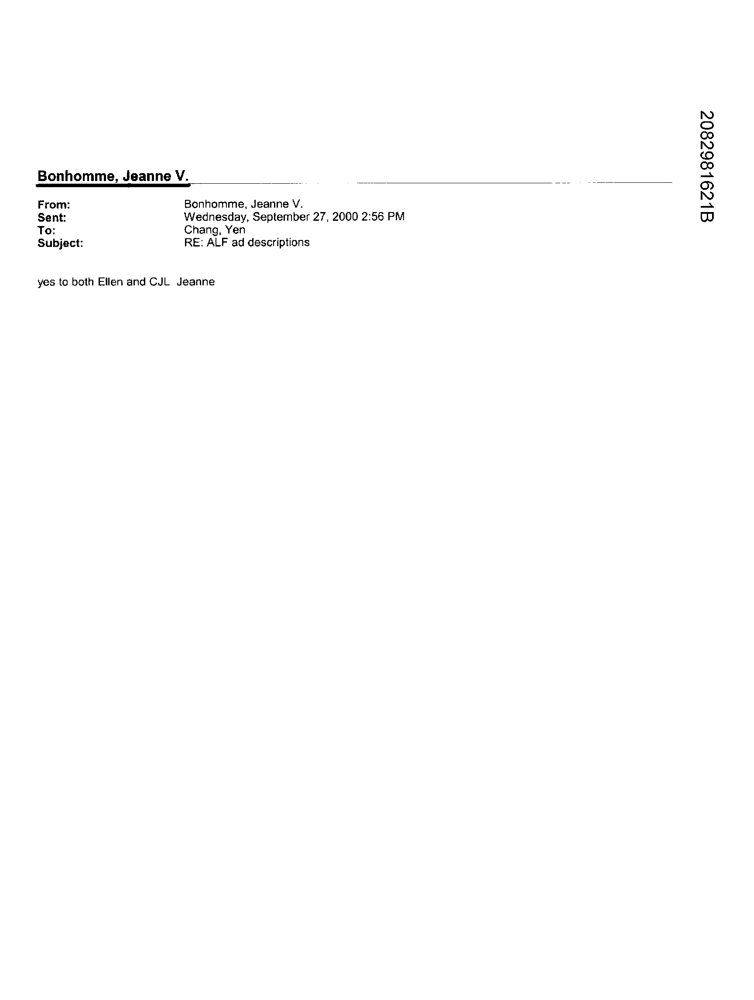 2082981621B
Bonhomme, Jeanne V.
From: Bonhomme, Jeanne V.
Sent: Wednesday, September 27, 2000 2:56 PM
To: Chang, Yen
Subject: RE: ALF ad descriptions
yes to both Ellen and CJL Jeanne